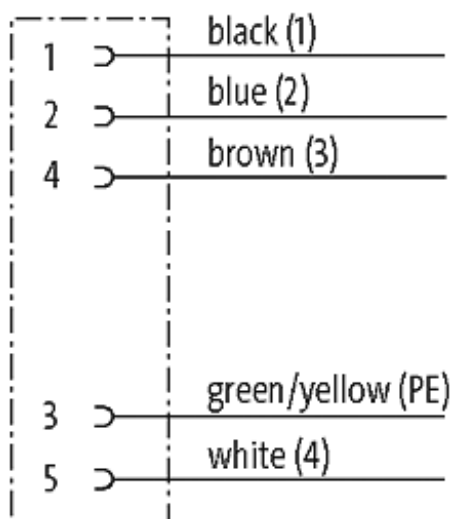 1 black (1)
2 blue (2)
4 brown (3)
3 green/yellow (PE)
5 white (4)